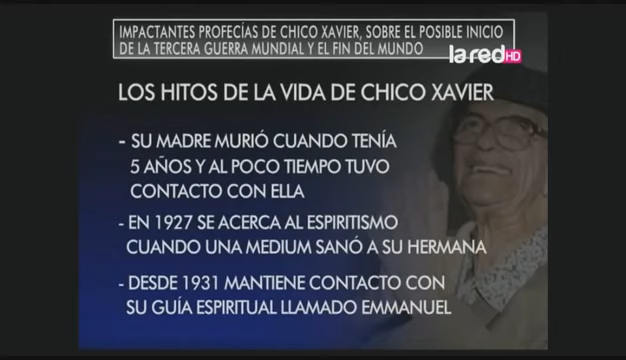 IMPACTANTES PROFECÍAS DE CHICO XAVIER, SOBRE EL POSIBLE INICIO
DE LA TERCERA GUERRA MUNDIAL Y EL FIN DEL MUNDO
la red HD
LOS HITOS DE LA VIDA DE CHICO XAVIER
- SU MADRE MURIÓ CUANDO TENÍA
5 AÑOS Y AL POCO TIEMPO TUVO
CONTACTO CON ELLA
- EN 1927 SE ACERCA AL ESPIRITISMO
CUANDO UNA MEDIUM SANÓ A SU HERMANA
- DESDE 1931 MANTIENE CONTACTO CON
SU GUÍA ESPIRITUAL LLAMADO EMMANUEL